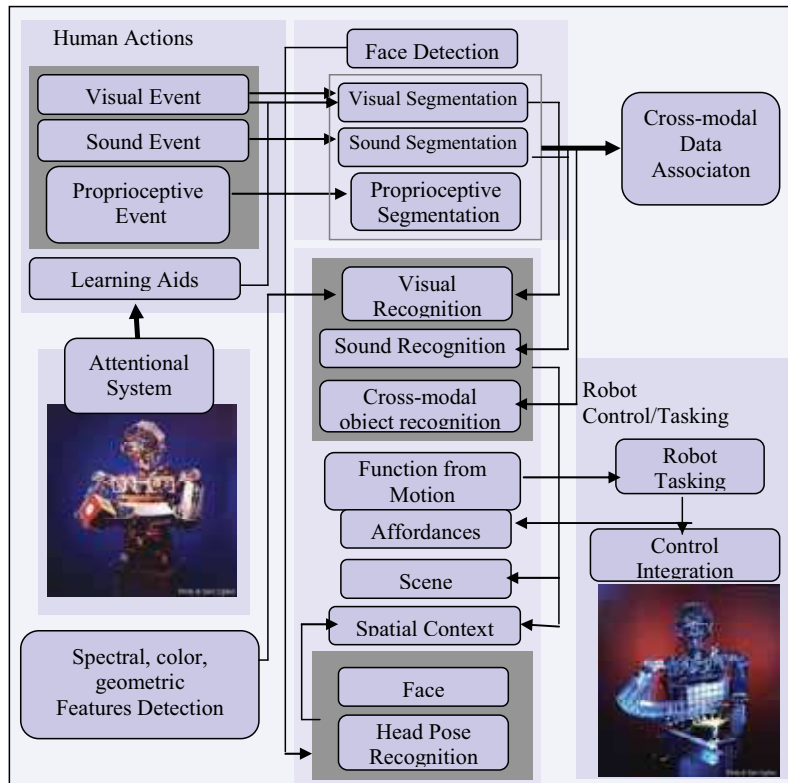 Human Actions
Visual Event
Sound Event
Proprioceptive
Event
Learning Aids
Attentional
System
Spectral, color,
geometric
Features Detection
Face Detection
Visual Segmentation
Sound Segmentation
Proprioceptive
Segmentation
Cross-modal
Data
Associaton
Visual
Recognition
Sound Recognition
Cross-modal
object recognition
Function from
Motion
Affordances
Scene
Spatial Context
Face
Head Pose
Recognition
Robot
Control/Tasking
Robot
Tasking
Control
Integration